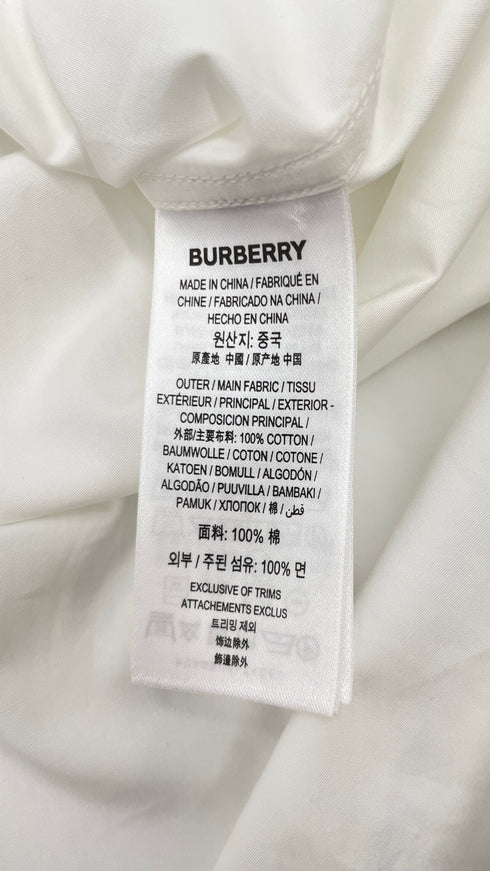 BURBERRY
MADE IN CHINA / FABRIQUÉ EN
CHINE / FABRICADO NA CHINA /
HECHO EN CHINA
원산지: 중국
原產地 中國 / 原产地 中国
OUTER / MAIN FABRIC / TISSU
EXTÉRIEUR / PRINCIPAL / EXTERIOR -
COMPOSICION PRINCIPAL /
外部/主要布料: 100% COTTON /
BAUMWOLLE / COTON / COTONE /
KATOEN / BOMULL / ALGODÓN /
ALGODÃO / PUUVILLA / BAMBAKI /
PAMUK / ХЛОПОК / 棉 / قطن
面料: 100% 棉
외부 / 주된 섬유: 100% 면
EXCLUSIVE OF TRIMS
ATTACHEMENTS EXCLUS
트리밍 제외
饰边除外
飾邊除外